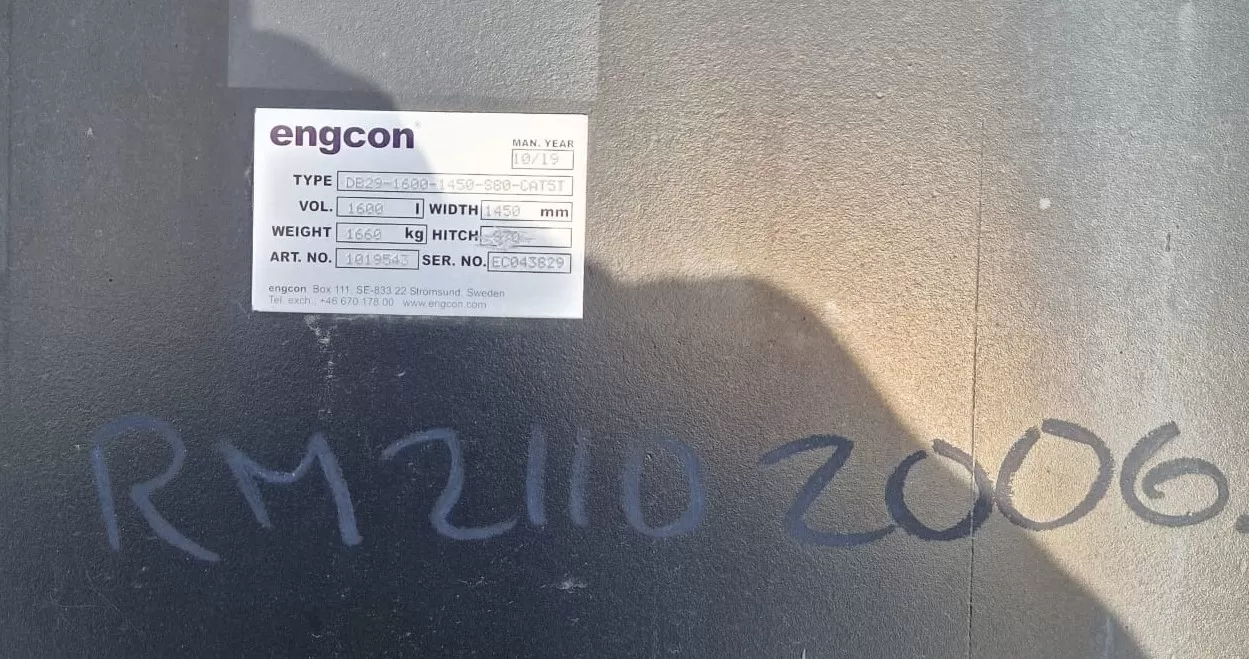 engcon
MAN. YEAR
10/19
TYPE DB29-1600-1450-S80-CAT5T
VOL. 1600 l WIDTH 1450 mm
WEIGHT 1660 kg HITCH
ART. NO. 1019543 SER. NO. EC043829
engcon Box 111, SE-833 22 Strömsund, Sweden
Tel. exch.: +46 670 178 00 www.engcon.com
RM2110 2006.